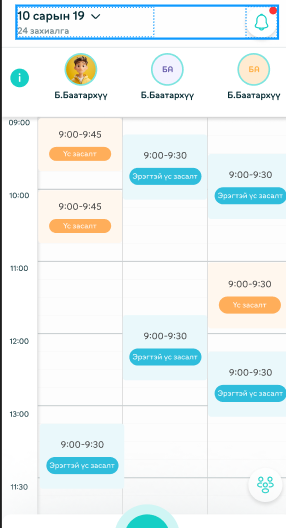 10 сарын 19
24 захиалга
i
БА
БА
Б.Баатархүү
Б.Баатархүү
Б.Баатархүү
09:00
9:00-9:45
Үс засалт
9:00-9:30
Эрэгтэй үс засалт
9:00-9:30
Эрэгтэй үс засалт
10:00
9:00-9:45
Үс засалт
11:00
9:00-9:30
Үс засалт
12:00
9:00-9:30
Эрэгтэй үс засалт
9:00-9:30
Эрэгтэй үс засалт
13:00
9:00-9:30
Эрэгтэй үс засалт
11:30